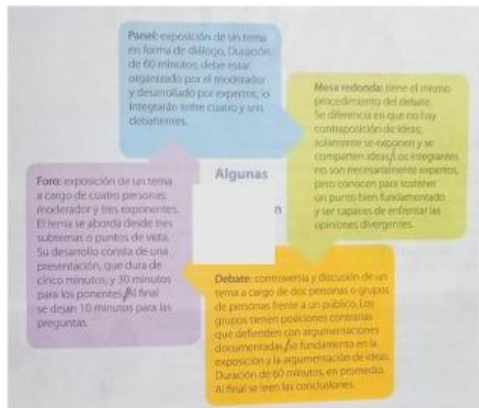 Panel: exposición de un tema
en forma de diálogo. Duración
de 60 minutos, debe estar
organizado por el moderador
y desarrollado por expertos; lo
integrarán entre cuatro y seis
debatientes.
Mesa redonda: tiene el mismo
procedimiento del debate.
Se diferencia en que no hay
contraposición de ideas;
solamente se exponen y se
comparten ideas. Los integrantes
no son necesariamente expertos,
pero conocen para sostener
un punto bien fundamentado
y ser capaces de enfrentar las
opiniones divergentes.
Algunas
n
Foro: exposición de un tema
a cargo de cuatro personas
moderador y tres exponentes.
El tema se aborda desde tres
subtemas o puntos de vista.
Su desarrollo consta de una
presentación, que dura de
cinco minutos, y 30 minutos
para los ponentes. Al final
se dejan 10 minutos para las
preguntas.
Debate: controversia y discusión de un
tema a cargo de dos personas o grupos
de personas frente a un público. Los
grupos tienen posiciones contrarias
que defienden con argumentaciones
documentadas, se fundamenta en la
exposición y la argumentación de ideas.
Duración de 60 minutos, en promedio.
Al final se leen las conclusiones.